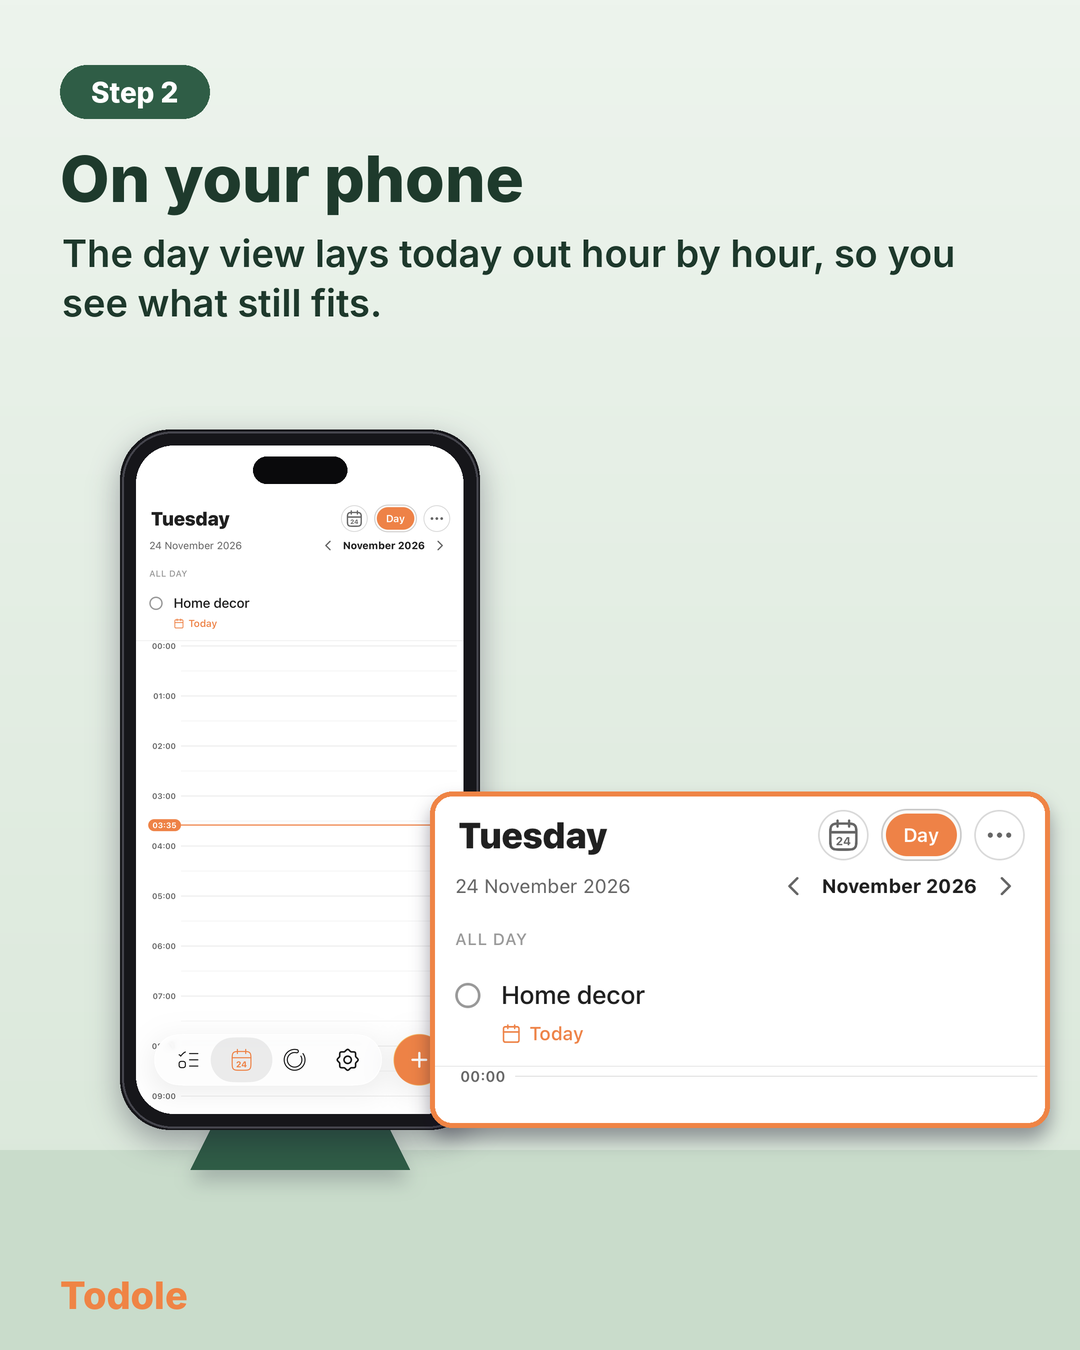 Step 2
On your phone
The day view lays today out hour by hour, so you
see what still fits.
Tuesday
24
Day
24 November 2026
November 2026
ALL DAY
Home decor
Today
00:00
01:00
02:00
03:00
03:35
04:00
05:00
06:00
07:00
24
09:00
Tuesday
24
Day
24 November 2026
November 2026
ALL DAY
Home decor
Today
00:00
Todole